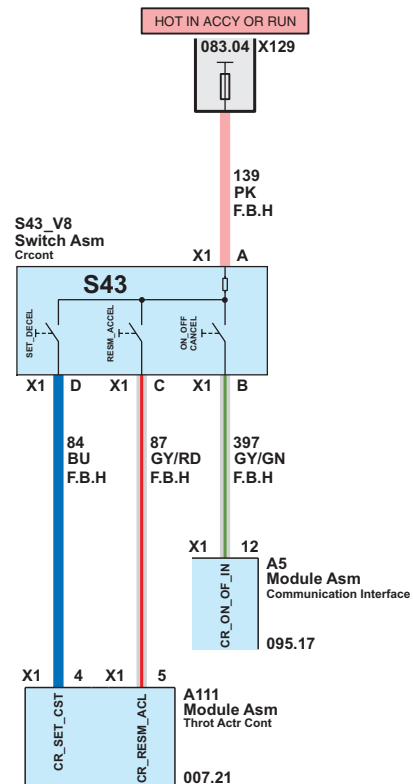 HOT IN ACCY OR RUN
083.04 X129
139
PK
F.B.H
S43_V8
Switch Asm
Crcont
X1 A
S43
SET_DECEL
RESM_ACCEL
ON_OFF
CANCEL
X1 D X1 C X1 B
84
BU
F.B.H
87
GY/RD
F.B.H
397
GY/GN
F.B.H
X1 12
CR_ON_OF_IN
A5
Module Asm
Communication Interface
095.17
X1 4 X1 5
CR_SET_CST
CR_RESM_ACL
A111
Module Asm
Throt Actr Cont
007.21